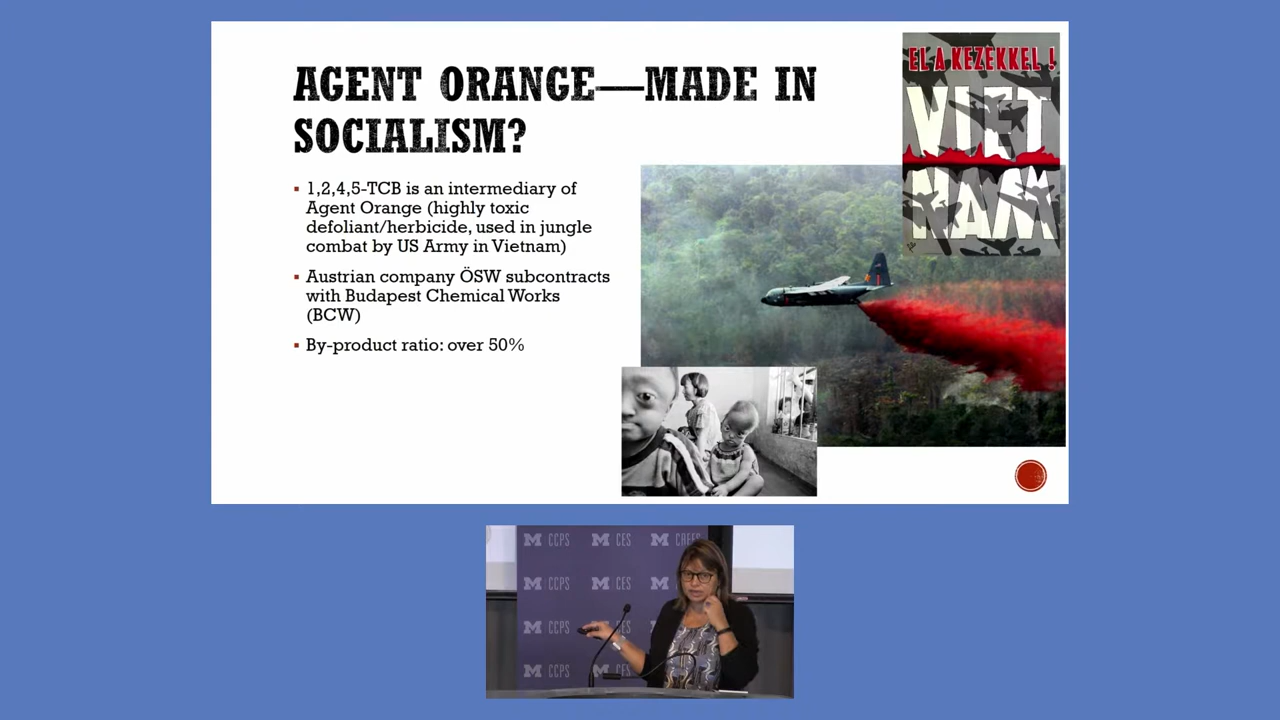 AGENT ORANGE—MADE IN
SOCIALISM?
▪ 1,2,4,5-TCB is an intermediary of
Agent Orange (highly toxic
defoliant/herbicide, used in jungle
combat by US Army in Vietnam)
▪ Austrian company ÖSW subcontracts
with Budapest Chemical Works
(BCW)
▪ By-product ratio: over 50%
EL A KEZEKKEL !
VIET
NAM
M CCPS M CES M CREES
M CCPS M CES M
M CCPS
M CCPS M CES